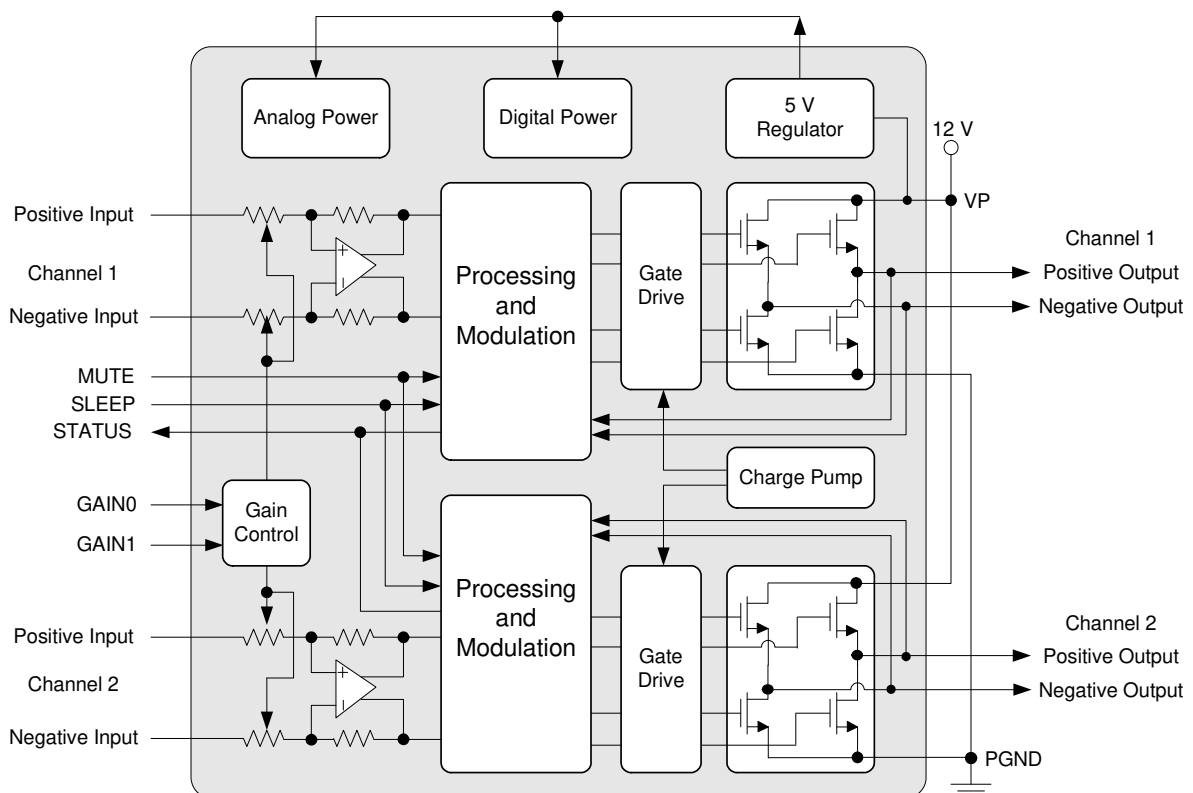 Analog Power
Digital Power
5 V
Regulator
12 V
VP
Positive Input
Channel 1
Negative Input
+
−
Processing
and
Modulation
Gate
Drive
Channel 1
Positive Output
Negative Output
MUTE
SLEEP
STATUS
Charge Pump
GAIN0
GAIN1
Gain
Control
Positive Input
Channel 2
Negative Input
+
−
Processing
and
Modulation
Gate
Drive
Channel 2
Positive Output
Negative Output
PGND